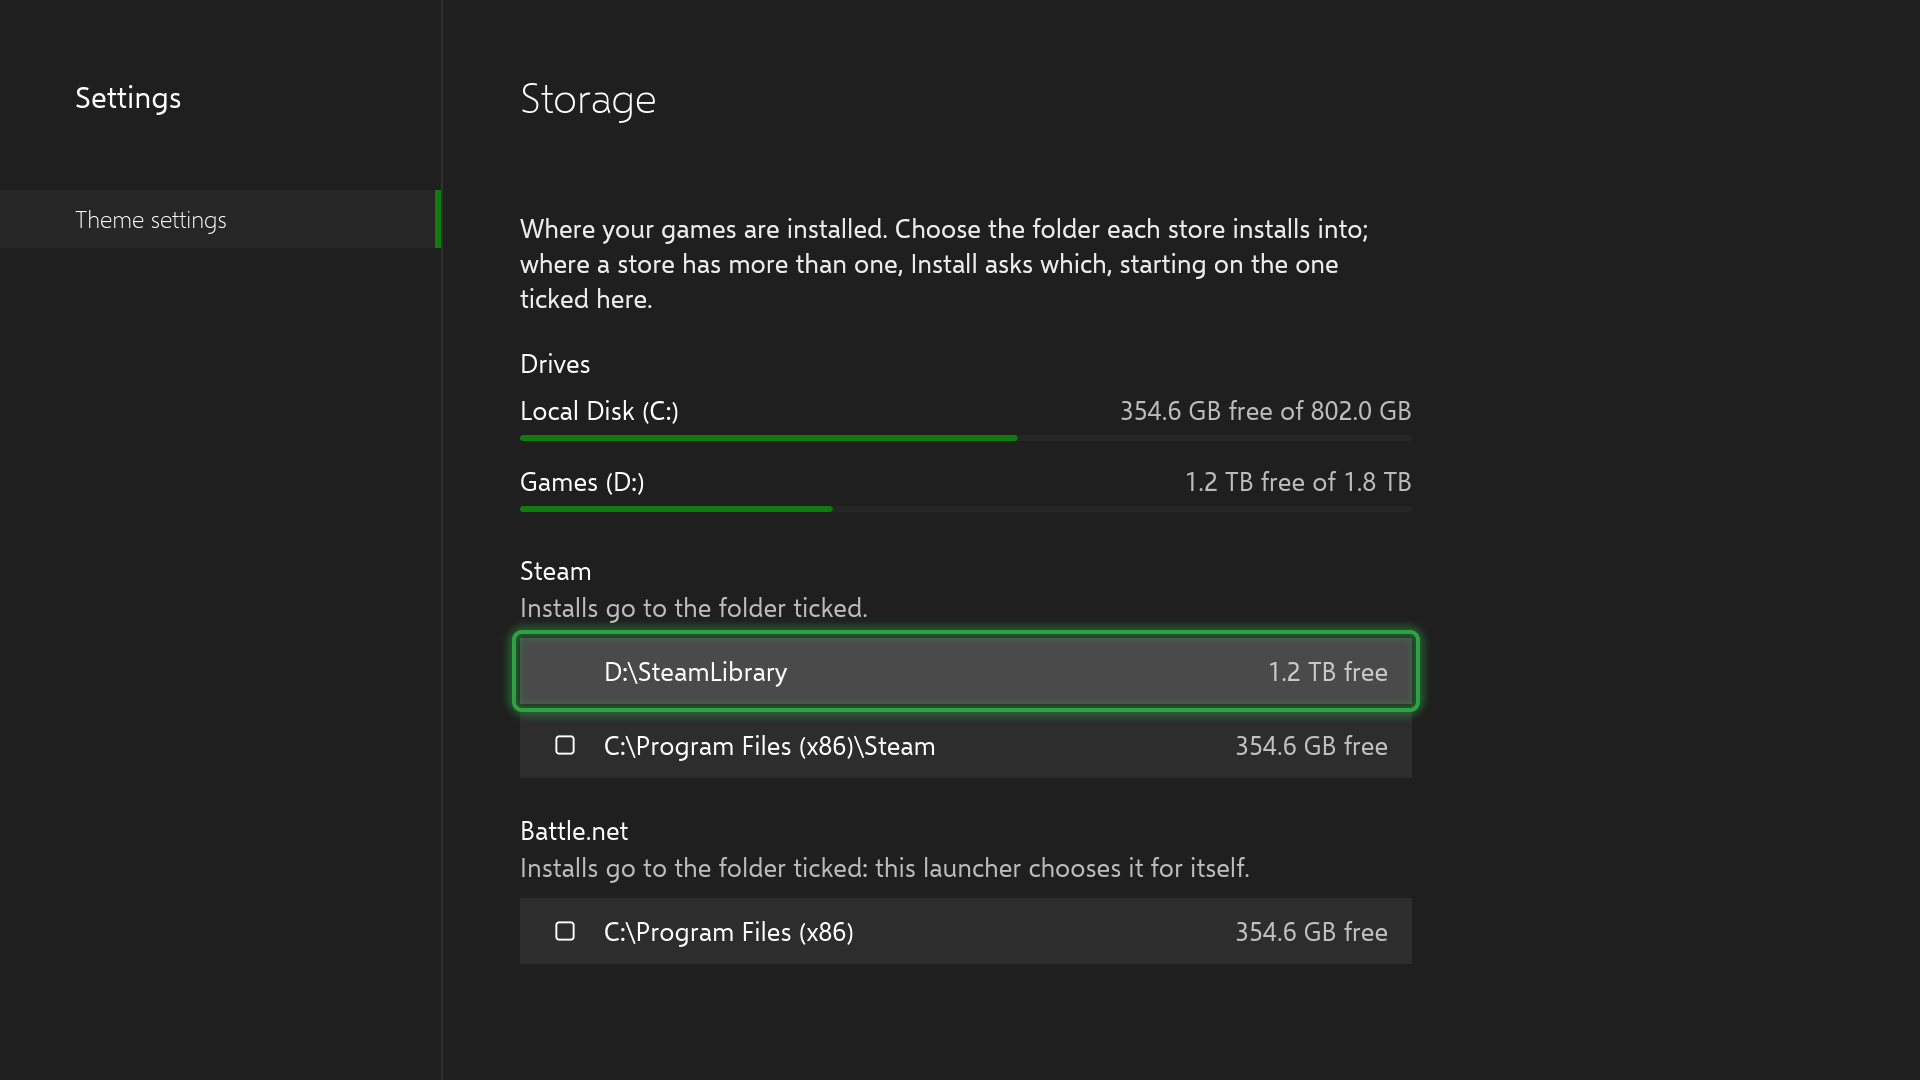 Settings
Theme settings
Storage
Where your games are installed. Choose the folder each store installs into;
where a store has more than one, Install asks which, starting on the one
ticked here.
Drives
Local Disk (C:) 354.6 GB free of 802.0 GB
Games (D:) 1.2 TB free of 1.8 TB
Steam
Installs go to the folder ticked.
D:\SteamLibrary 1.2 TB free
C:\Program Files (x86)\Steam 354.6 GB free
Battle.net
Installs go to the folder ticked: this launcher chooses it for itself.
C:\Program Files (x86) 354.6 GB free